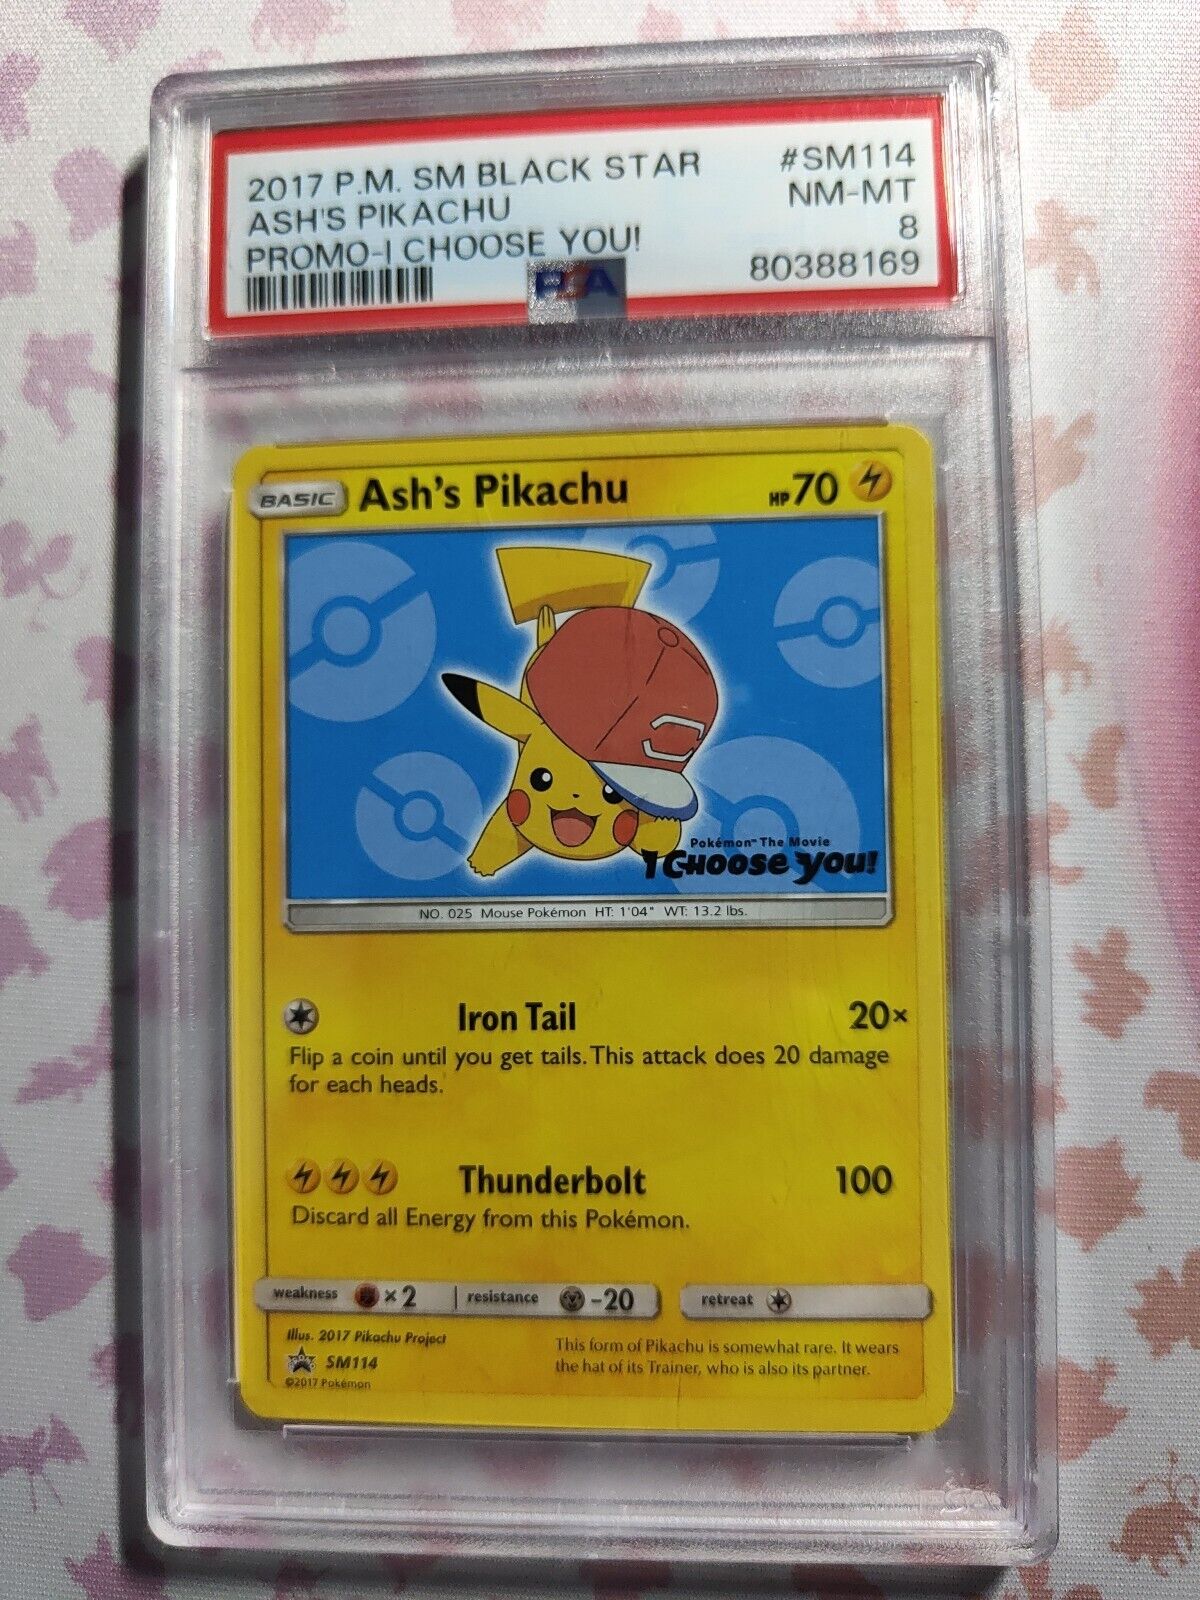 2017 P.M. SM BLACK STAR #SM114
ASH'S PIKACHU NM-MT
PROMO-I CHOOSE YOU! 8
80388169
PSA
BASIC Ash's Pikachu HP 70
Pokémon™ The Movie
I Choose You!
NO. 025 Mouse Pokémon HT: 1'04" WT: 13.2 lbs.
Iron Tail 20×
Flip a coin until you get tails. This attack does 20 damage
for each heads.
Thunderbolt 100
Discard all Energy from this Pokémon.
weakness ×2 resistance -20 retreat
Illus. 2017 Pikachu Project
SM114
©2017 Pokémon
This form of Pikachu is somewhat rare. It wears
the hat of its Trainer, who is also its partner.